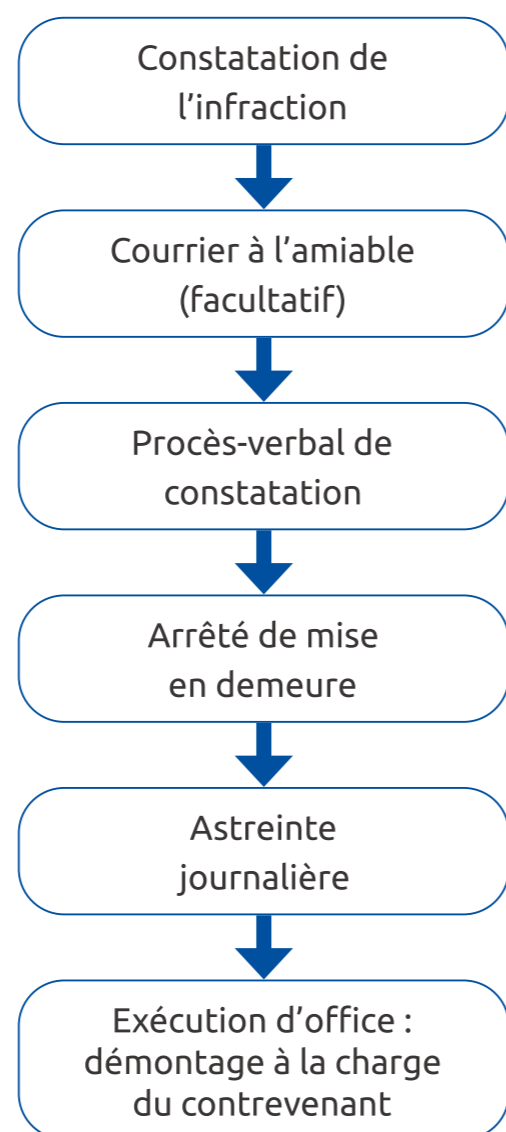 Constatation de
l’infraction
Courrier à l’amiable
(facultatif)
Procès-verbal de
constatation
Arrêté de mise
en demeure
Astreinte
journalière
Exécution d’office :
démontage à la charge
du contrevenant